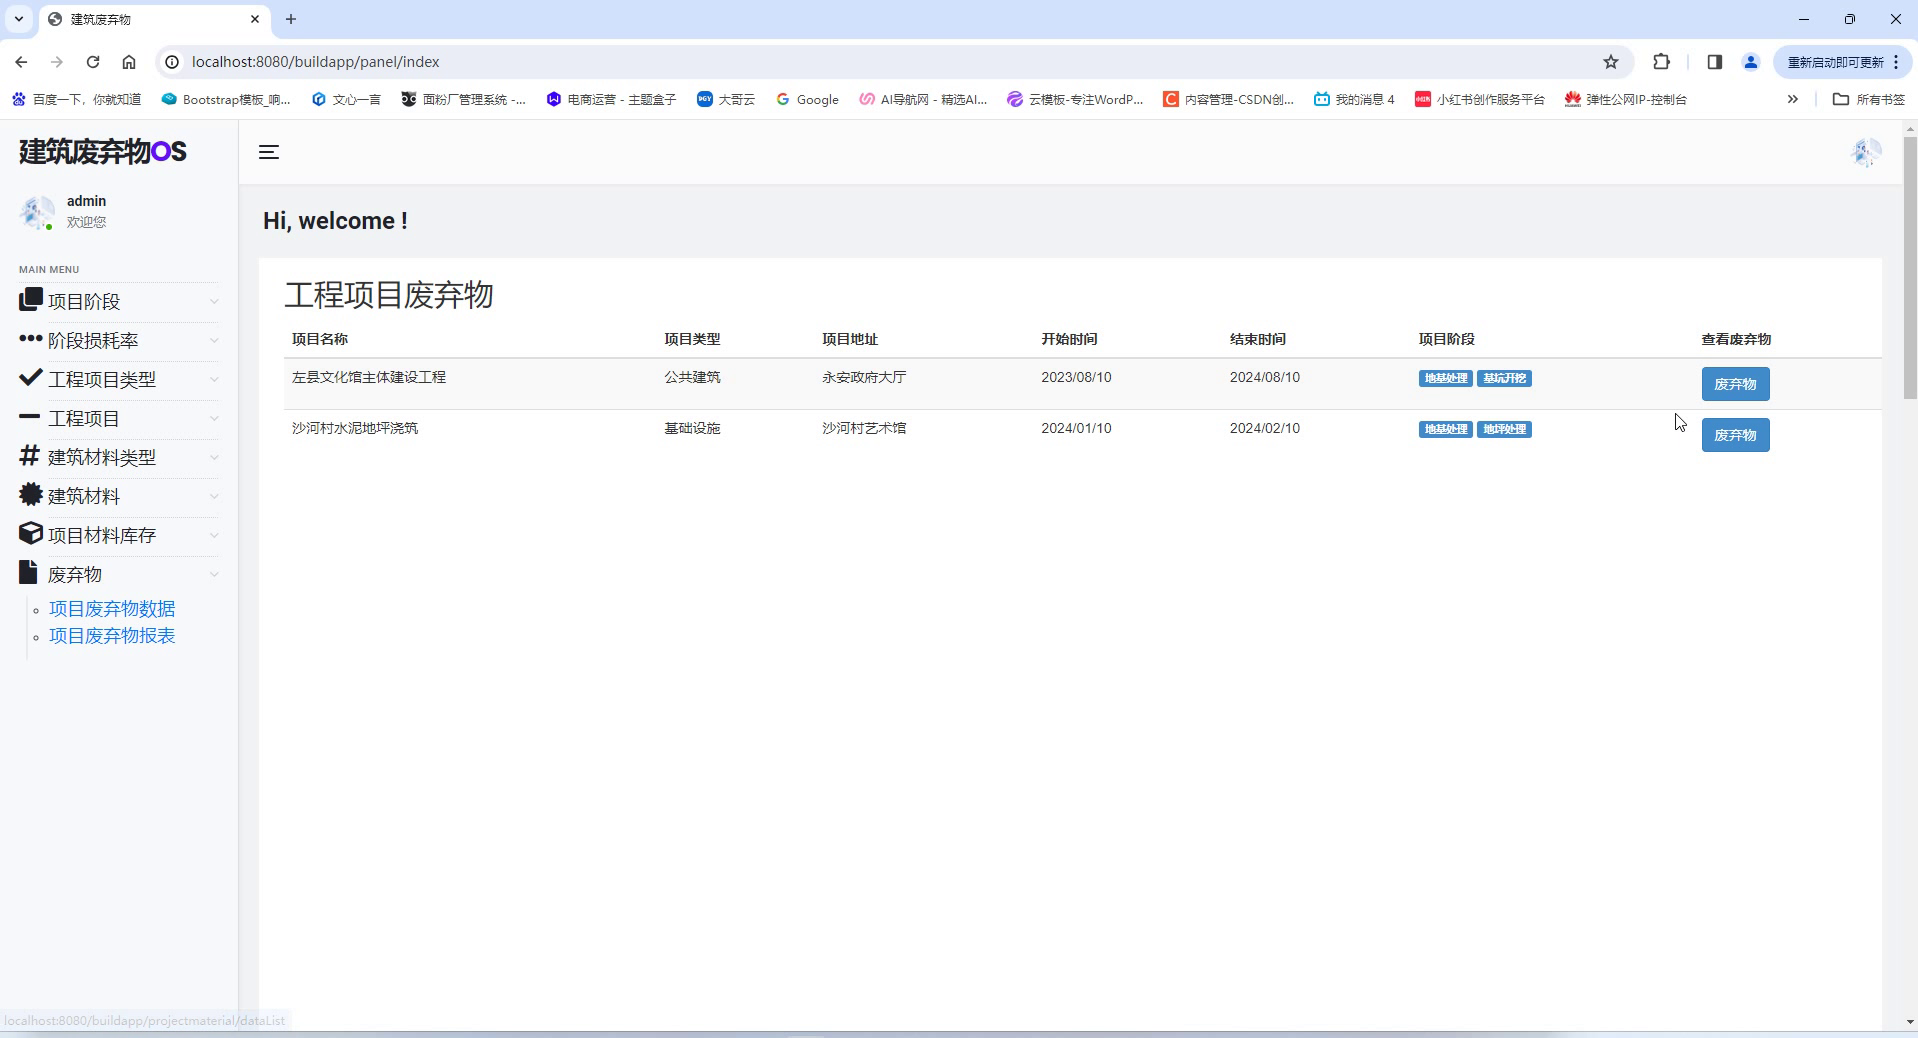 建筑废弃物
localhost:8080/buildapp/panel/index
重新启动即可更新
百度一下，你就知道
Bootstrap模板_响...
文心一言
面粉厂管理系统 -...
电商运营 - 主题盒子
DGY 大哥云
Google
AI导航网 - 精选AI...
云模板-专注WordP...
内容管理-CSDN创...
我的消息 4
小红书创作服务平台
弹性公网IP-控制台
所有书签
建筑废弃物OS
admin
欢迎您
MAIN MENU
项目阶段
阶段损耗率
工程项目类型
工程项目
建筑材料类型
建筑材料
项目材料库存
废弃物
项目废弃物数据
项目废弃物报表
Hi, welcome !
工程项目废弃物
项目名称 项目类型 项目地址 开始时间 结束时间 项目阶段 查看废弃物
左县文化馆主体建设工程 公共建筑 永安政府大厅 2023/08/10 2024/08/10 地基处理 基坑开挖 废弃物
沙河村水泥地坪浇筑 基础设施 沙河村艺术馆 2024/01/10 2024/02/10 地基处理 地坪处理 废弃物
localhost:8080/buildapp/projectmaterial/dataList